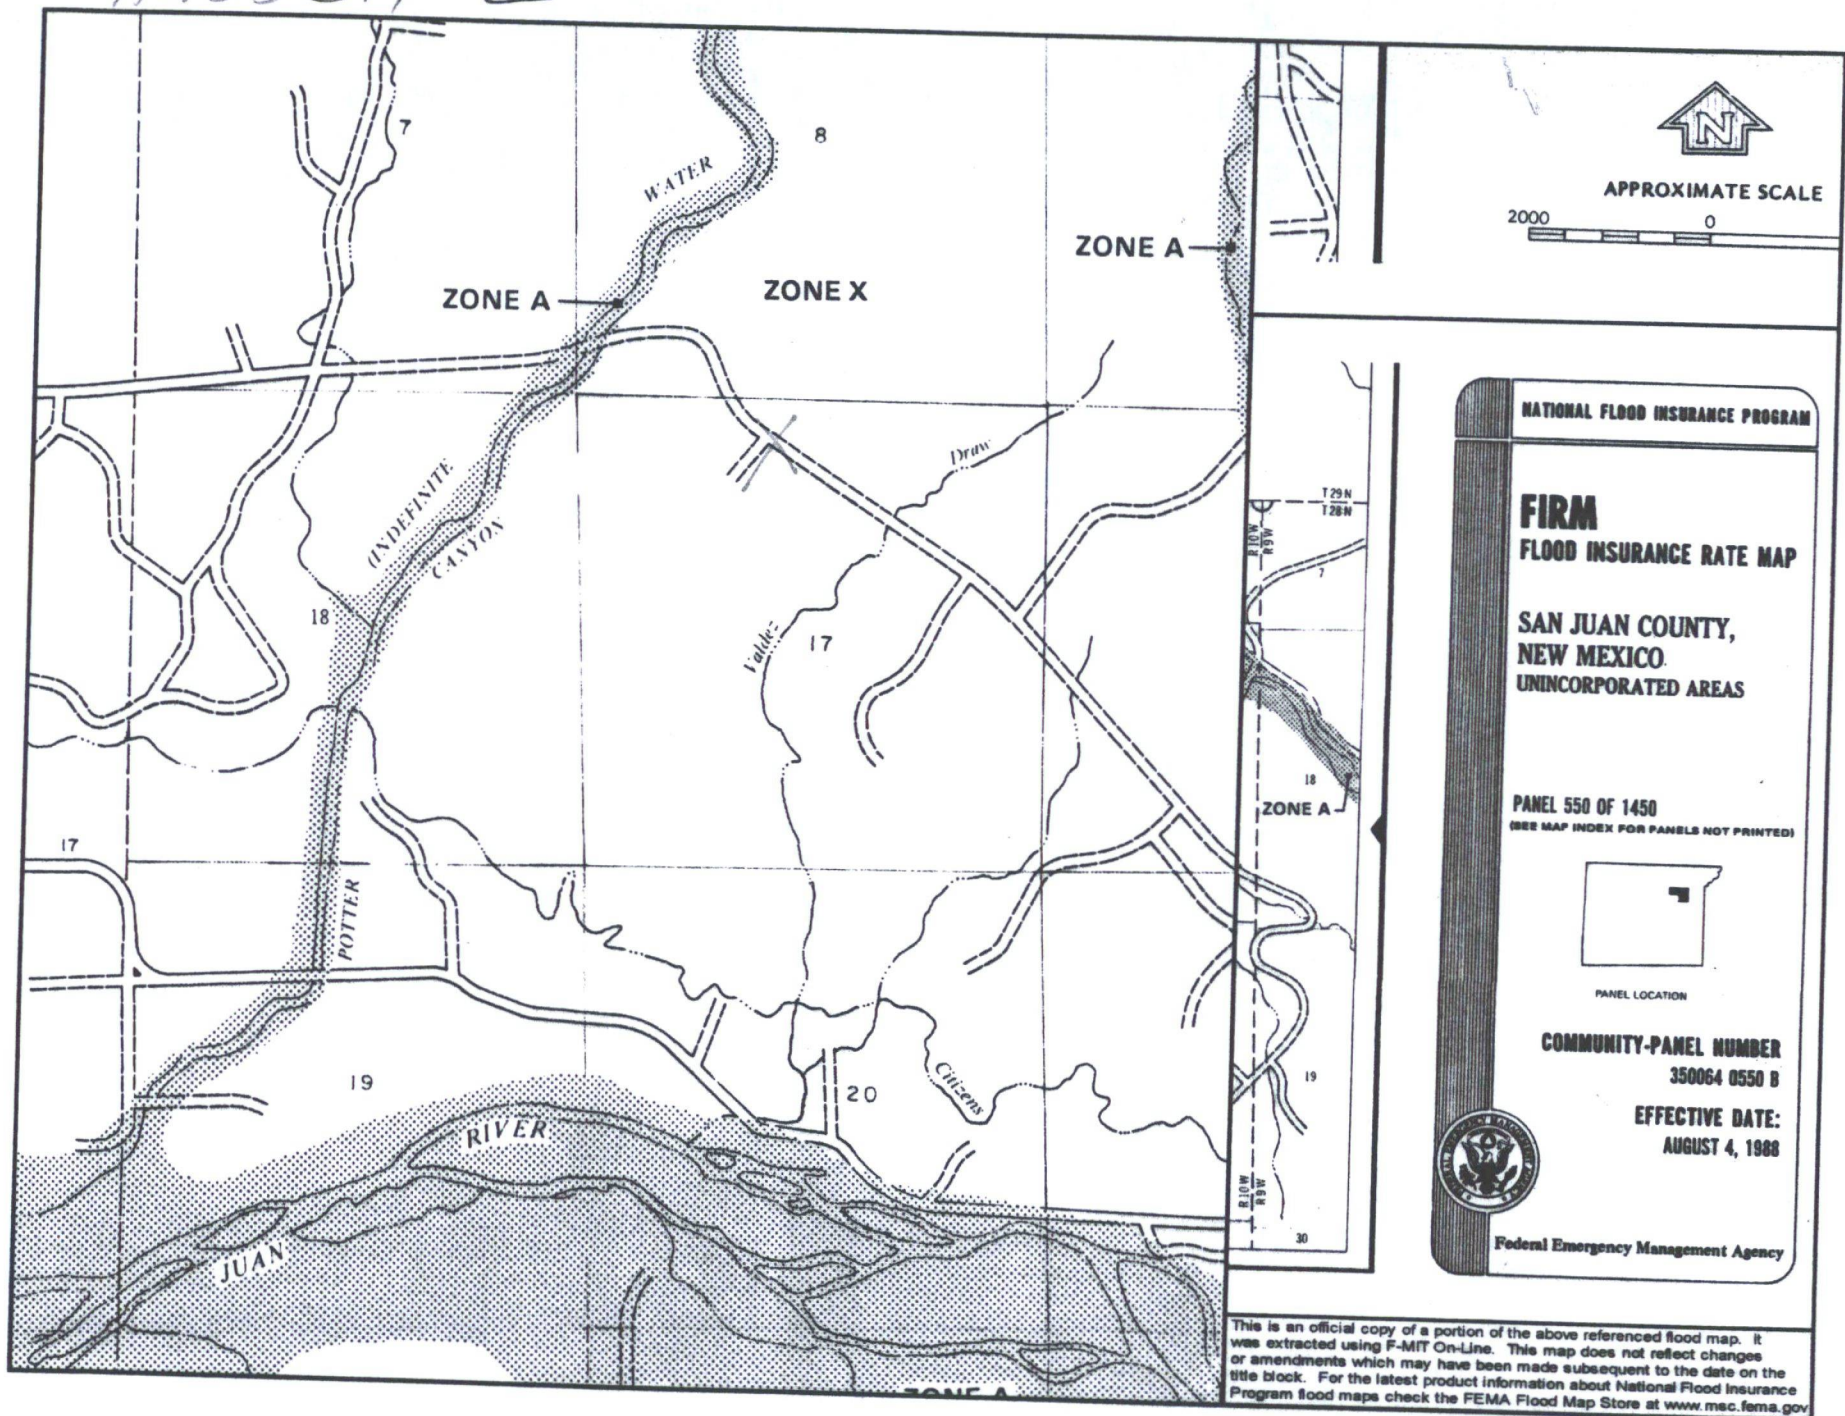 7
8
WATER
ZONE A
ZONE A
ZONE X
Draw
(INDEFINITE
CANYON
18
Valdez
17
17
POTTER
19
20
Citizens
RIVER
JUAN
ZONE A
T 29 N
T 28 N
R 10 W
R 9 W
7
18
ZONE A
19
R 10 W
R 9 W
30
N
APPROXIMATE SCALE
2000 0
NATIONAL FLOOD INSURANCE PROGRAM
FIRM
FLOOD INSURANCE RATE MAP
SAN JUAN COUNTY,
NEW MEXICO
UNINCORPORATED AREAS
PANEL 550 OF 1450
(SEE MAP INDEX FOR PANELS NOT PRINTED)
PANEL LOCATION
COMMUNITY-PANEL NUMBER
350064 0550 B
EFFECTIVE DATE:
AUGUST 4, 1988
Federal Emergency Management Agency
This is an official copy of a portion of the above referenced flood map. It
was extracted using F-MIT On-Line. This map does not reflect changes
or amendments which may have been made subsequent to the date on the
title block. For the latest product information about National Flood Insurance
Program flood maps check the FEMA Flood Map Store at www.msc.fema.gov